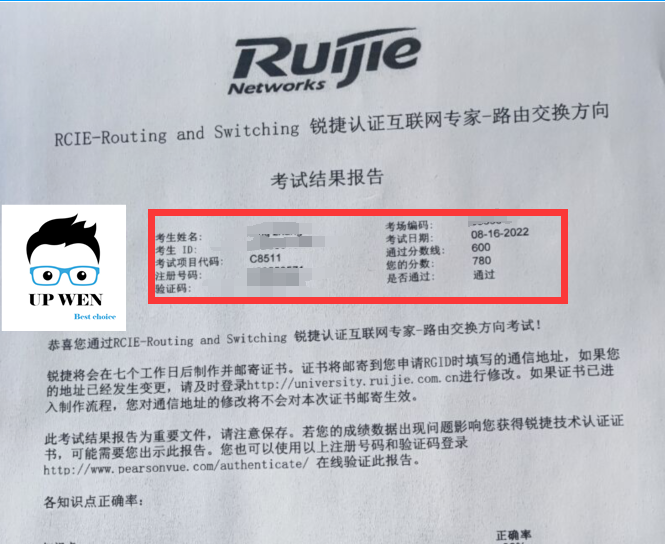 Ruijie
Networks
RCIE-Routing and Switching 锐捷认证互联网专家-路由交换方向
考试结果报告
考生姓名:
考场编码:
考生 ID:
考试日期: 08-16-2022
考试项目代码: C8511
通过分数线: 600
注册号码:
您的分数: 780
验证码:
是否通过: 通过
UP WEN
Best choice
恭喜您通过RCIE-Routing and Switching 锐捷认证互联网专家-路由交换方向考试!
锐捷将会在七个工作日后制作并邮寄证书。证书将邮寄到您申请RGID时填写的通信地址, 如果您
的地址已经发生变更, 请及时登录http://university.ruijie.com.cn进行修改。如果证书已进
入制作流程, 您对通信地址的修改将不会对本次证书邮寄生效。
此考试结果报告为重要文件, 请注意保存。若您的成绩数据出现问题影响您获得锐捷技术认证证
书, 可能需要您出示此报告。您也可以使用以上注册号码和验证码登录
http://www.pearsonvue.com/authenticate/ 在线验证此报告。
各知识点正确率:
正确率